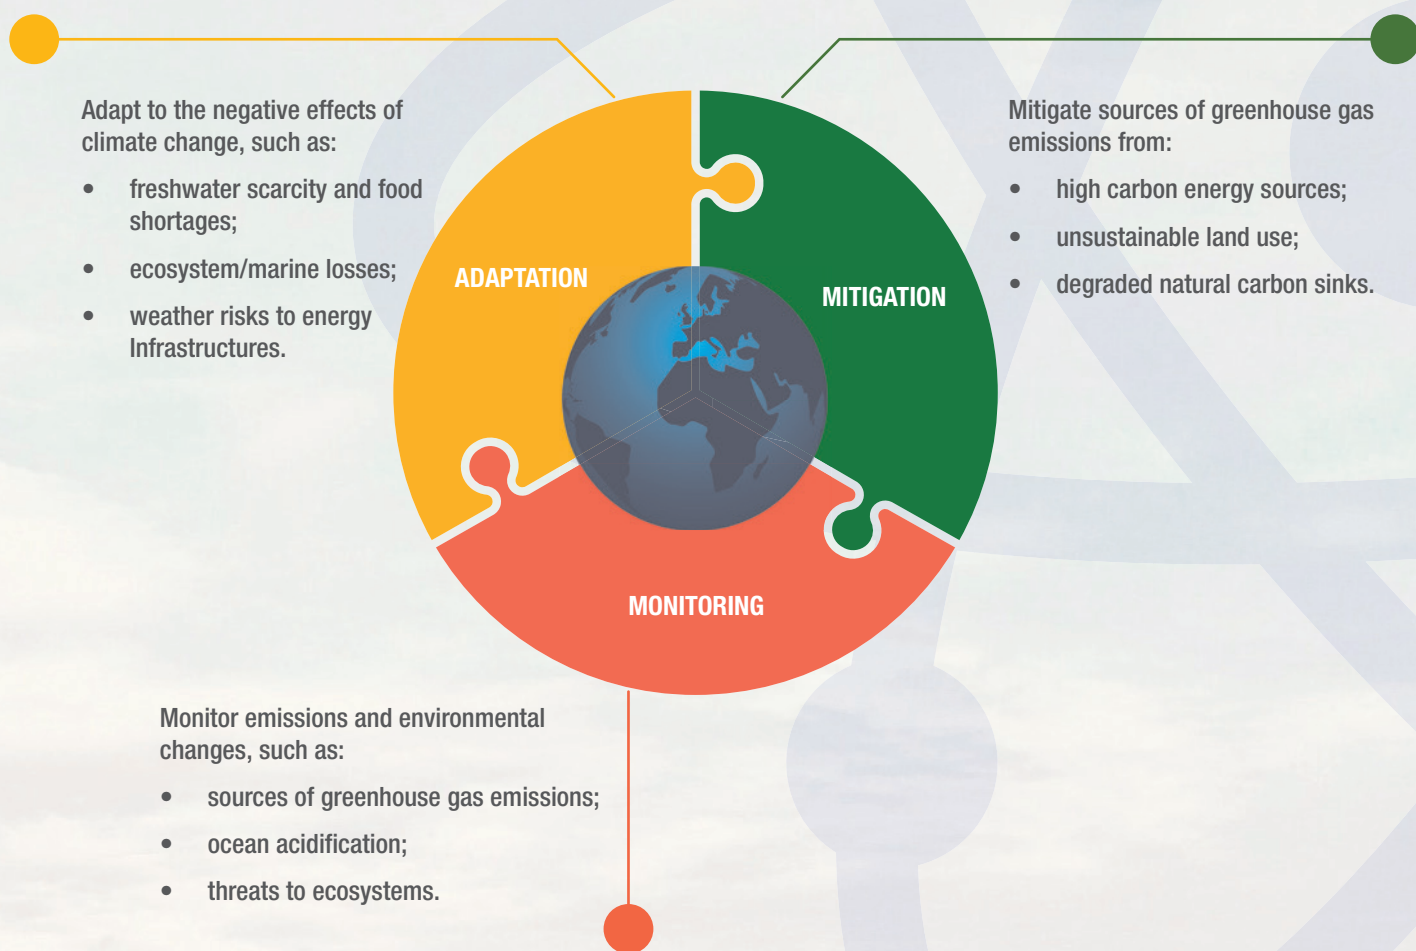 Adapt to the negative effects of
climate change, such as:
• freshwater scarcity and food
shortages;
• ecosystem/marine losses;
• weather risks to energy
Infrastructures.
ADAPTATION
MITIGATION
Mitigate sources of greenhouse gas
emissions from:
• high carbon energy sources;
• unsustainable land use;
• degraded natural carbon sinks.
MONITORING
Monitor emissions and environmental
changes, such as:
• sources of greenhouse gas emissions;
• ocean acidification;
• threats to ecosystems.